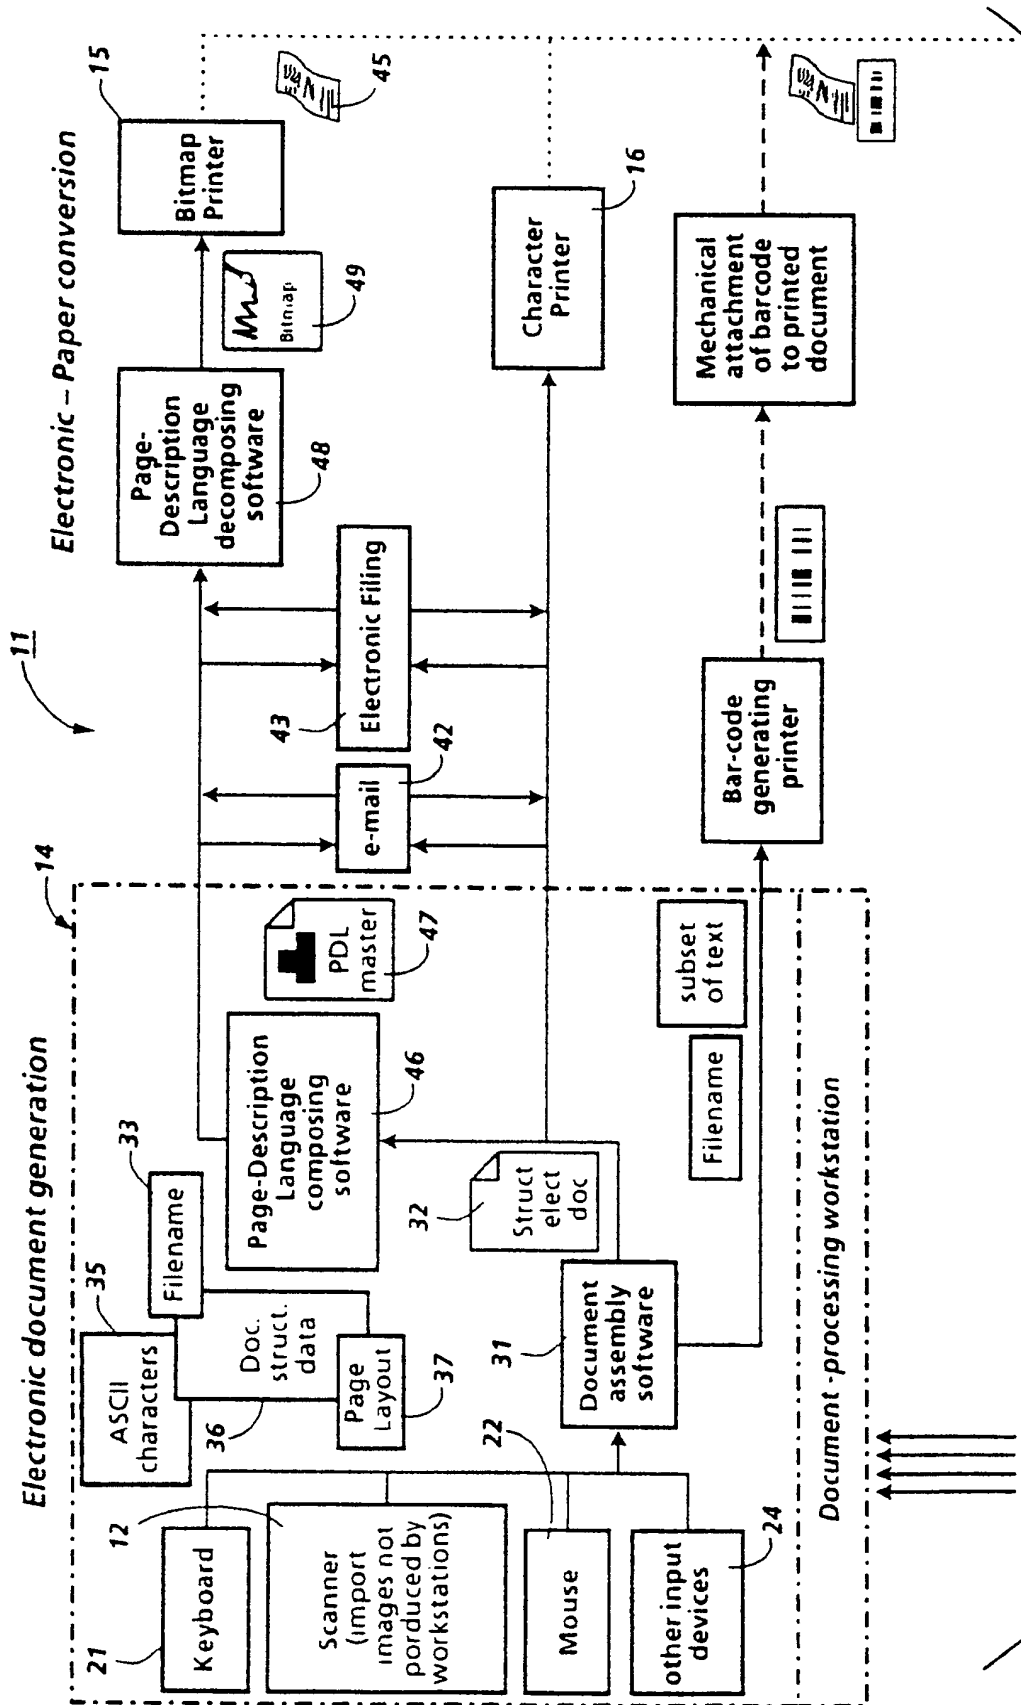 Electronic document generation
Electronic – Paper conversion
11
14
21
Keyboard
12
Scanner
(import
images not
porduced by
workstations)
22
Mouse
24
other input
devices
35
ASCII
characters
33
Filename
36
Doc.
struct.
data
Page
Layout
37
31
Document
assembly
software
32
Struct
elect
doc
Page-Description
Language
composing
software
46
PDL
master
47
Filename
subset
of text
Document -processing workstation
e-mail
42
43
Electronic Filing
Page-
Description
Language
decomposing
software
48
Bitmap
49
15
Bitmap
Printer
45
Character
Printer
16
Bar-code
generating
printer
Mechanical
attachment
of barcode
to printed
document